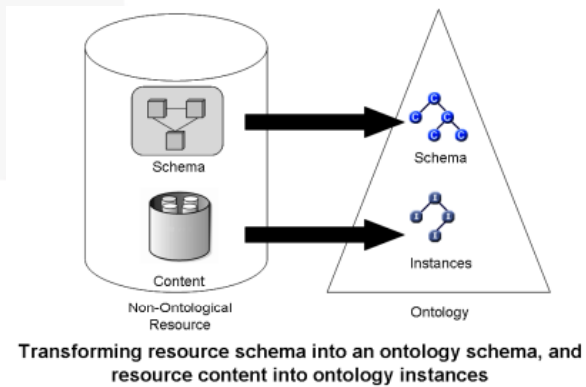 Schema
Content
Non-Ontological
Resource
C
C
C
C
C
Schema
I
I
I
I
Instances
Ontology
Transforming resource schema into an ontology schema, and
resource content into ontology instances